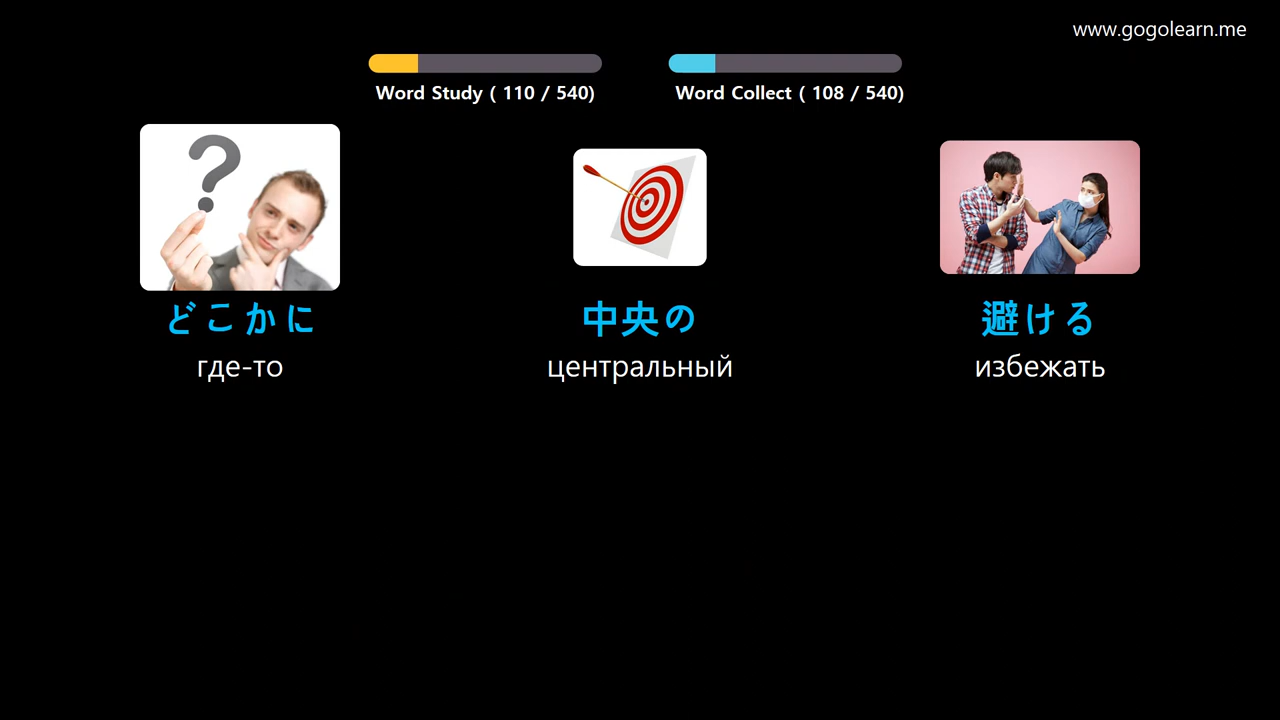 www.gogolearn.me
Word Study ( 110 / 540)
Word Collect ( 108 / 540)
どこかに
где-то
中央の
центральный
避ける
избежать